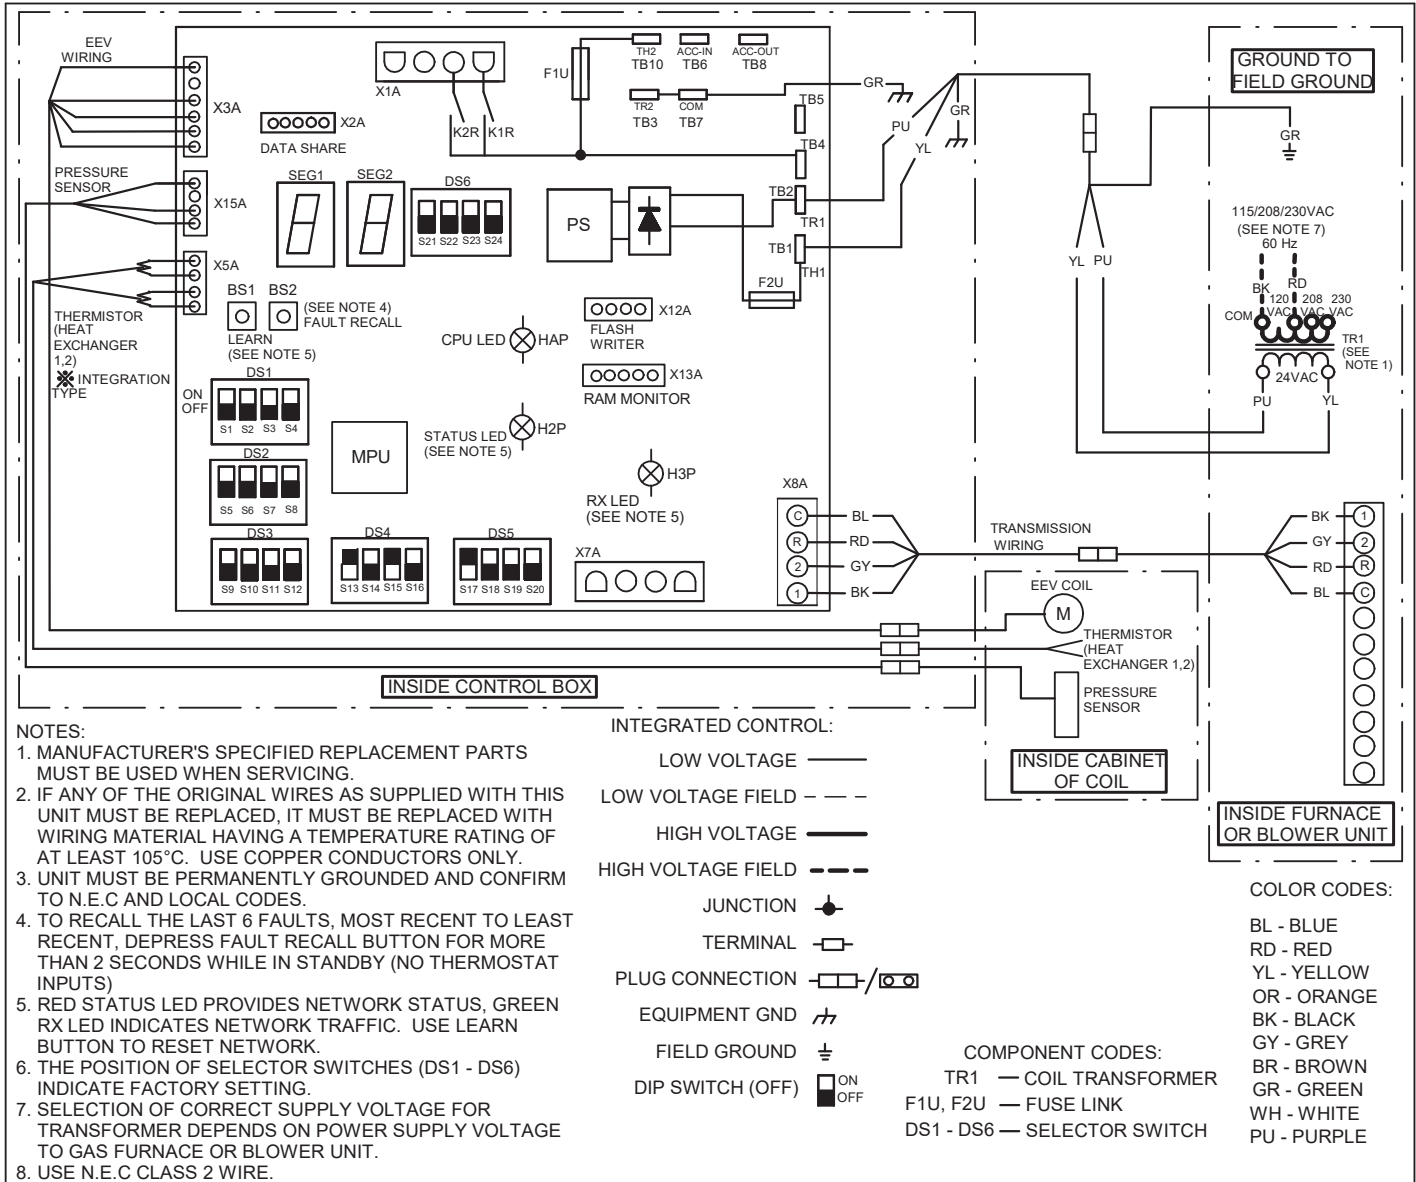 EEV
WIRING
X3A
X1A
X2A
DATA SHARE
F1U
TH2
TB10
ACC-IN
TB6
ACC-OUT
TB8
TR2
TB3
COM
TB7
TB5
TB4
K2R
K1R
GR
GR
PU
YL
GROUND TO
FIELD GROUND
GR
PRESSURE
SENSOR
X15A
SEG1
SEG2
DS6
S21 S22 S23 S24
PS
TB2
TR1
TB1
TH1
F2U
X5A
BS1 BS2
(SEE NOTE 4)
FAULT RECALL
LEARN
(SEE NOTE 5)
THERMISTOR
(HEAT
EXCHANGER
1,2)
※ INTEGRATION
TYPE
CPU LED
HAP
X12A
FLASH
WRITER
X13A
RAM MONITOR
YL PU
115/208/230VAC
(SEE NOTE 7)
60 Hz
BK
RD
COM
120
VAC
208
VAC
230
VAC
TR1
(SEE
NOTE 1)
24VAC
PU
YL
DS1
ON
OFF
S1 S2 S3 S4
MPU
STATUS LED
(SEE NOTE 5)
H2P
DS2
S5 S6 S7 S8
H3P
RX LED
(SEE NOTE 5)
DS3
S9 S10 S11 S12
DS4
S13 S14 S15 S16
DS5
S17 S18 S19 S20
X7A
X8A
C
R
2
1
BL
RD
GY
BK
TRANSMISSION
WIRING
BK
GY
RD
BL
1
2
R
C
EEV COIL
M
THERMISTOR
(HEAT
EXCHANGER 1,2)
PRESSURE
SENSOR
INSIDE CONTROL BOX
INSIDE CABINET
OF COIL
INSIDE FURNACE
OR BLOWER UNIT
NOTES:
1. MANUFACTURER'S SPECIFIED REPLACEMENT PARTS
MUST BE USED WHEN SERVICING.
2. IF ANY OF THE ORIGINAL WIRES AS SUPPLIED WITH THIS
UNIT MUST BE REPLACED, IT MUST BE REPLACED WITH
WIRING MATERIAL HAVING A TEMPERATURE RATING OF
AT LEAST 105°C. USE COPPER CONDUCTORS ONLY.
3. UNIT MUST BE PERMANENTLY GROUNDED AND CONFIRM
TO N.E.C AND LOCAL CODES.
4. TO RECALL THE LAST 6 FAULTS, MOST RECENT TO LEAST
RECENT, DEPRESS FAULT RECALL BUTTON FOR MORE
THAN 2 SECONDS WHILE IN STANDBY (NO THERMOSTAT
INPUTS)
5. RED STATUS LED PROVIDES NETWORK STATUS, GREEN
RX LED INDICATES NETWORK TRAFFIC. USE LEARN
BUTTON TO RESET NETWORK.
6. THE POSITION OF SELECTOR SWITCHES (DS1 - DS6)
INDICATE FACTORY SETTING.
7. SELECTION OF CORRECT SUPPLY VOLTAGE FOR
TRANSFORMER DEPENDS ON POWER SUPPLY VOLTAGE
TO GAS FURNACE OR BLOWER UNIT.
8. USE N.E.C CLASS 2 WIRE.
INTEGRATED CONTROL:
LOW VOLTAGE
LOW VOLTAGE FIELD
HIGH VOLTAGE
HIGH VOLTAGE FIELD
JUNCTION
TERMINAL
PLUG CONNECTION
EQUIPMENT GND
FIELD GROUND
DIP SWITCH (OFF)
ON
OFF
COMPONENT CODES:
TR1 — COIL TRANSFORMER
F1U, F2U — FUSE LINK
DS1 - DS6 — SELECTOR SWITCH
COLOR CODES:
BL - BLUE
RD - RED
YL - YELLOW
OR - ORANGE
BK - BLACK
GY - GREY
BR - BROWN
GR - GREEN
WH - WHITE
PU - PURPLE